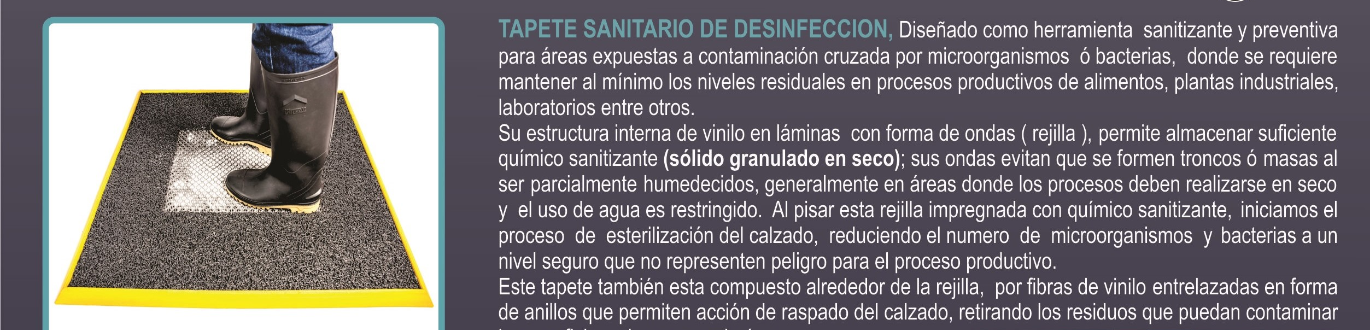 TAPETE SANITARIO DE DESINFECCION, Diseñado como herramienta sanitizante y preventiva
para áreas expuestas a contaminación cruzada por microorganismos ó bacterias, donde se requiere
mantener al mínimo los niveles residuales en procesos productivos de alimentos, plantas industriales,
laboratorios entre otros.
Su estructura interna de vinilo en láminas con forma de ondas ( rejilla ), permite almacenar suficiente
químico sanitizante (sólido granulado en seco); sus ondas evitan que se formen troncos ó masas al
ser parcialmente humedecidos, generalmente en áreas donde los procesos deben realizarse en seco
y el uso de agua es restringido. Al pisar esta rejilla impregnada con químico sanitizante, iniciamos el
proceso de esterilización del calzado, reduciendo el numero de microorganismos y bacterias a un
nivel seguro que no representen peligro para el proceso productivo.
Este tapete también esta compuesto alrededor de la rejilla, por fibras de vinilo entrelazadas en forma
de anillos que permiten acción de raspado del calzado, retirando los residuos que puedan contaminar